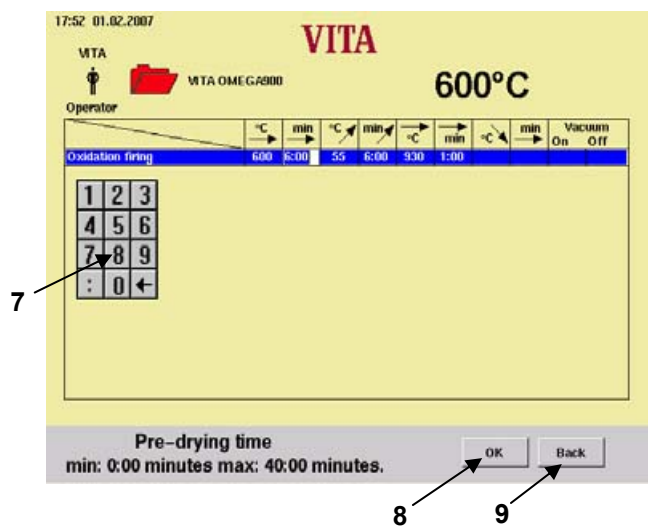 17:52 01.02.2007
VITA
VITA
VITA OMEGA900
600°C
Operator
°C min °C min °C min °C min Vacuum
On Off
Oxidation firing 600 6:00 55 6:00 930 1:00
1 2 3
4 5 6
7 8 9
: 0 ←
7
Pre-drying time
min: 0:00 minutes max: 40:00 minutes.
OK Back
8 9